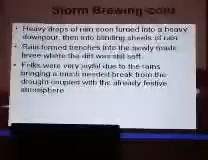 Storm Brewing-cont
• Heavy drops of rain soon turned into a heavy
downpour, then into blinding sheets of rain
• Rain formed trenches into the newly made
levee where the dirt was still soft.
• Folks were very joyful due to the rains
bringing a much needed break from the
drought coupled with the already festive
atmosphere